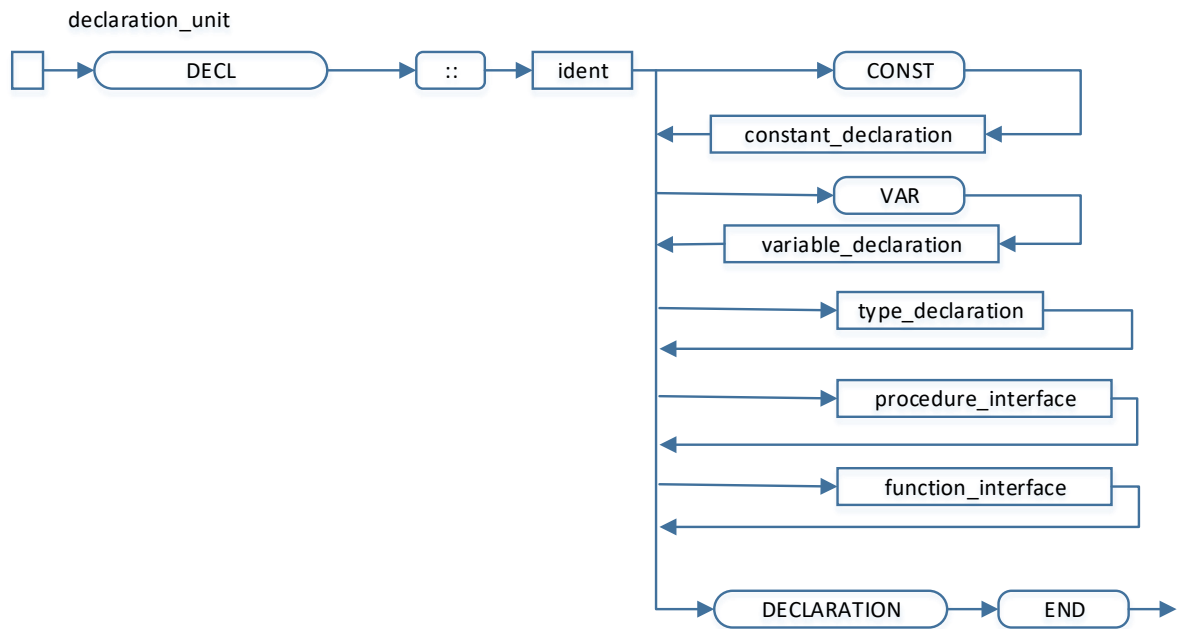 declaration_unit
DECL :: ident CONST
constant_declaration
VAR
variable_declaration
type_declaration
procedure_interface
function_interface
DECLARATION END